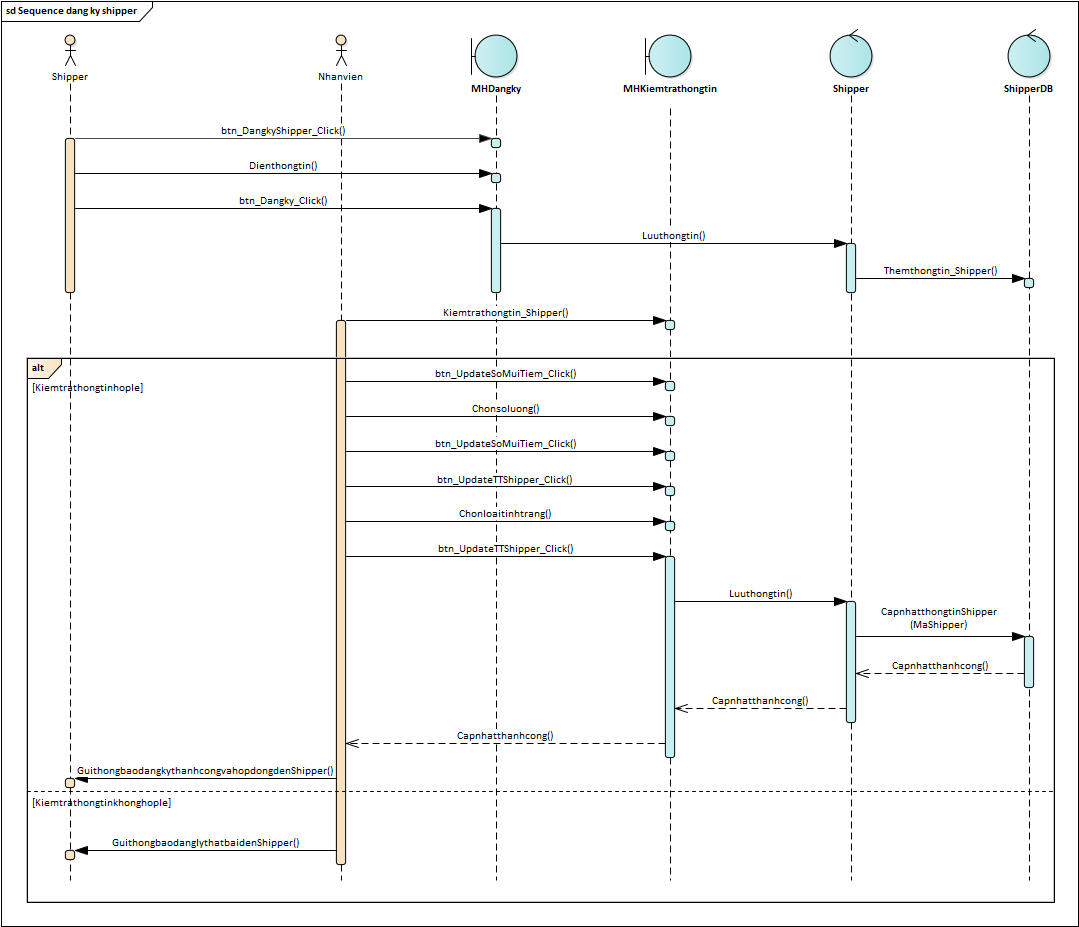 sd Sequence dang ky shipper
Shipper
Nhanvien
MHDangky
MHKiemtrathongtin
Shipper
ShipperDB
btn_DangkyShipper_Click()
Dienthongtin()
btn_Dangky_Click()
Luuthongtin()
Themthongtin_Shipper()
Kiemtrathongtin_Shipper()
alt
[Kiemtrathongtinhople]
btn_UpdateSoMuiTiem_Click()
Chonsoluong()
btn_UpdateSoMuiTiem_Click()
btn_UpdateTTShipper_Click()
Chonloaitinhtrang()
btn_UpdateTTShipper_Click()
Luuthongtin()
CapnhatthongtinShipper
(MaShipper)
Capnhatthanhcong()
Capnhatthanhcong()
Capnhatthanhcong()
GuithongbaodangkythanhcongvahopdongdenShipper()
[Kiemtrathongtinkhonghople]
GuithongbaodanglythatbaidenShipper()